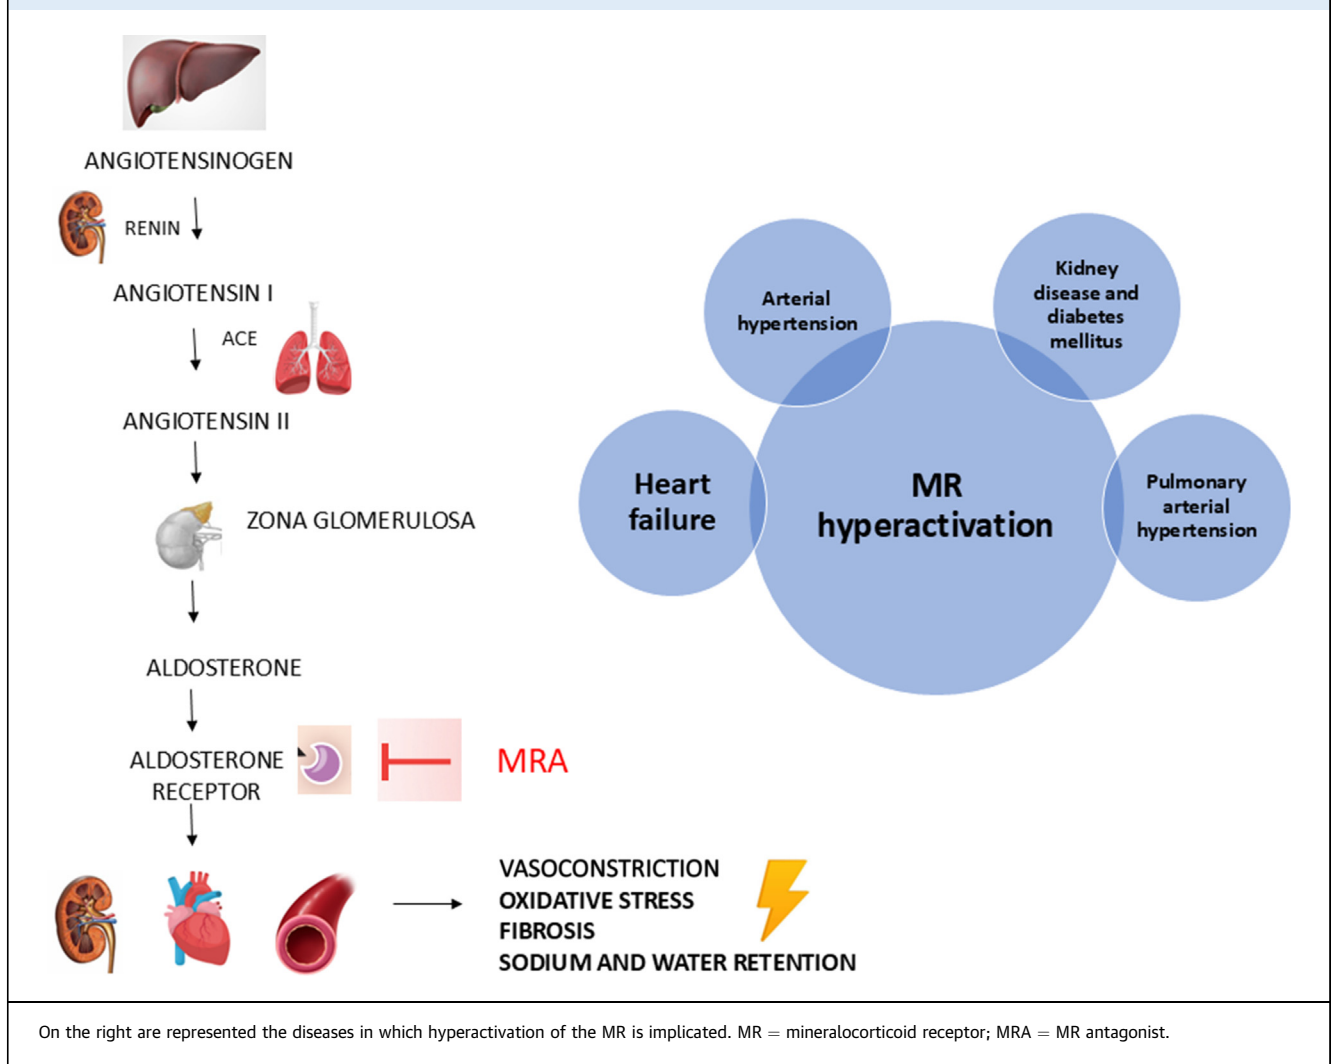 ANGIOTENSINOGEN
RENIN
ANGIOTENSIN I
ACE
ANGIOTENSIN II
ZONA GLOMERULOSA
ALDOSTERONE
ALDOSTERONE
RECEPTOR
MRA
VASOCONSTRICTION
OXIDATIVE STRESS
FIBROSIS
SODIUM AND WATER RETENTION
Arterial
hypertension
Kidney
disease and
diabetes
mellitus
Heart
failure
MR
hyperactivation
Pulmonary
arterial
hypertension
On the right are represented the diseases in which hyperactivation of the MR is implicated. MR = mineralocorticoid receptor; MRA = MR antagonist.